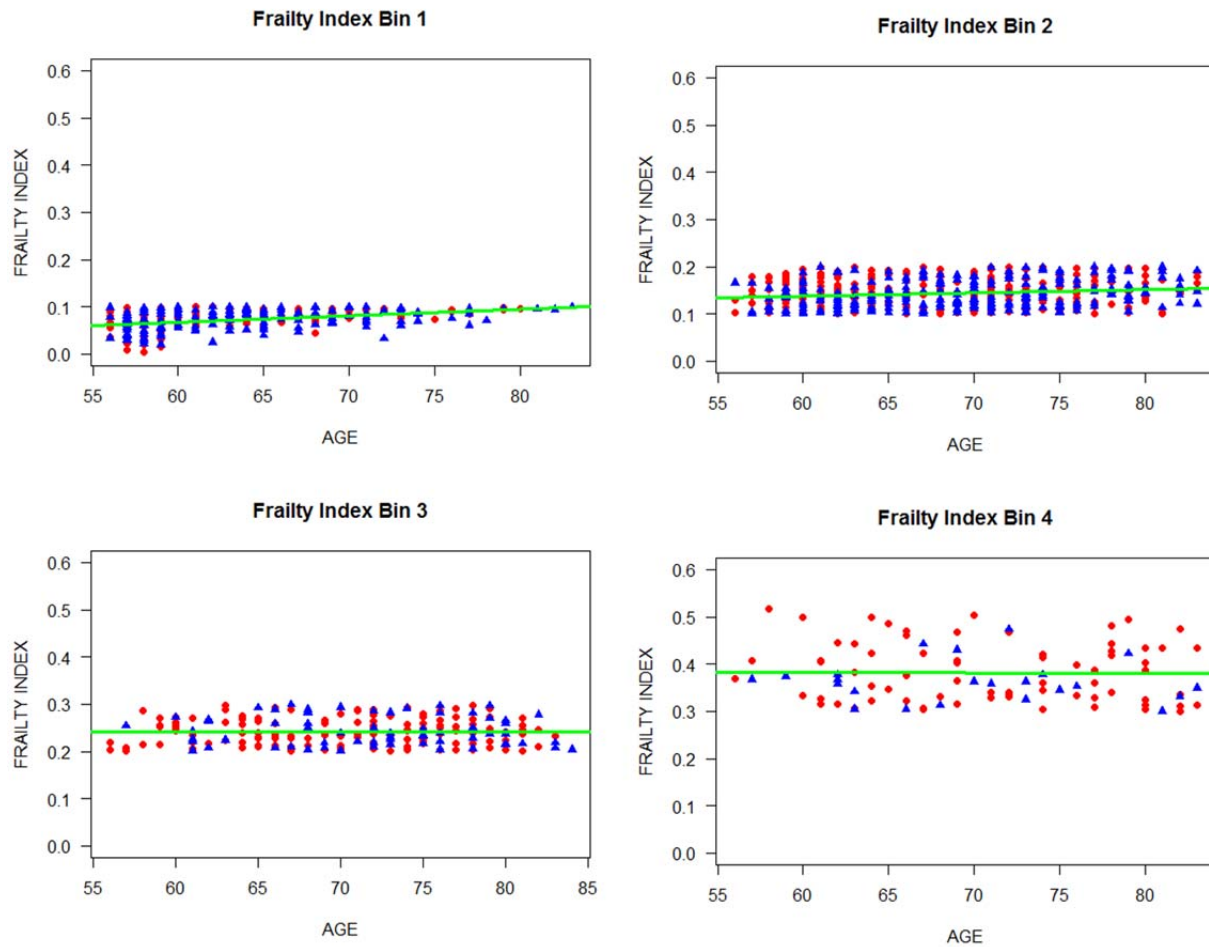 Frailty Index Bin 1
0.6
0.5
0.4
0.3
0.2
0.1
0.0
FRAILTY INDEX
55 60 65 70 75 80
AGE
Frailty Index Bin 2
0.6
0.5
0.4
0.3
0.2
0.1
0.0
FRAILTY INDEX
55 60 65 70 75 80
AGE
Frailty Index Bin 3
0.6
0.5
0.4
0.3
0.2
0.1
0.0
FRAILTY INDEX
55 60 65 70 75 80 85
AGE
Frailty Index Bin 4
0.6
0.5
0.4
0.3
0.2
0.1
0.0
FRAILTY INDEX
55 60 65 70 75 80
AGE